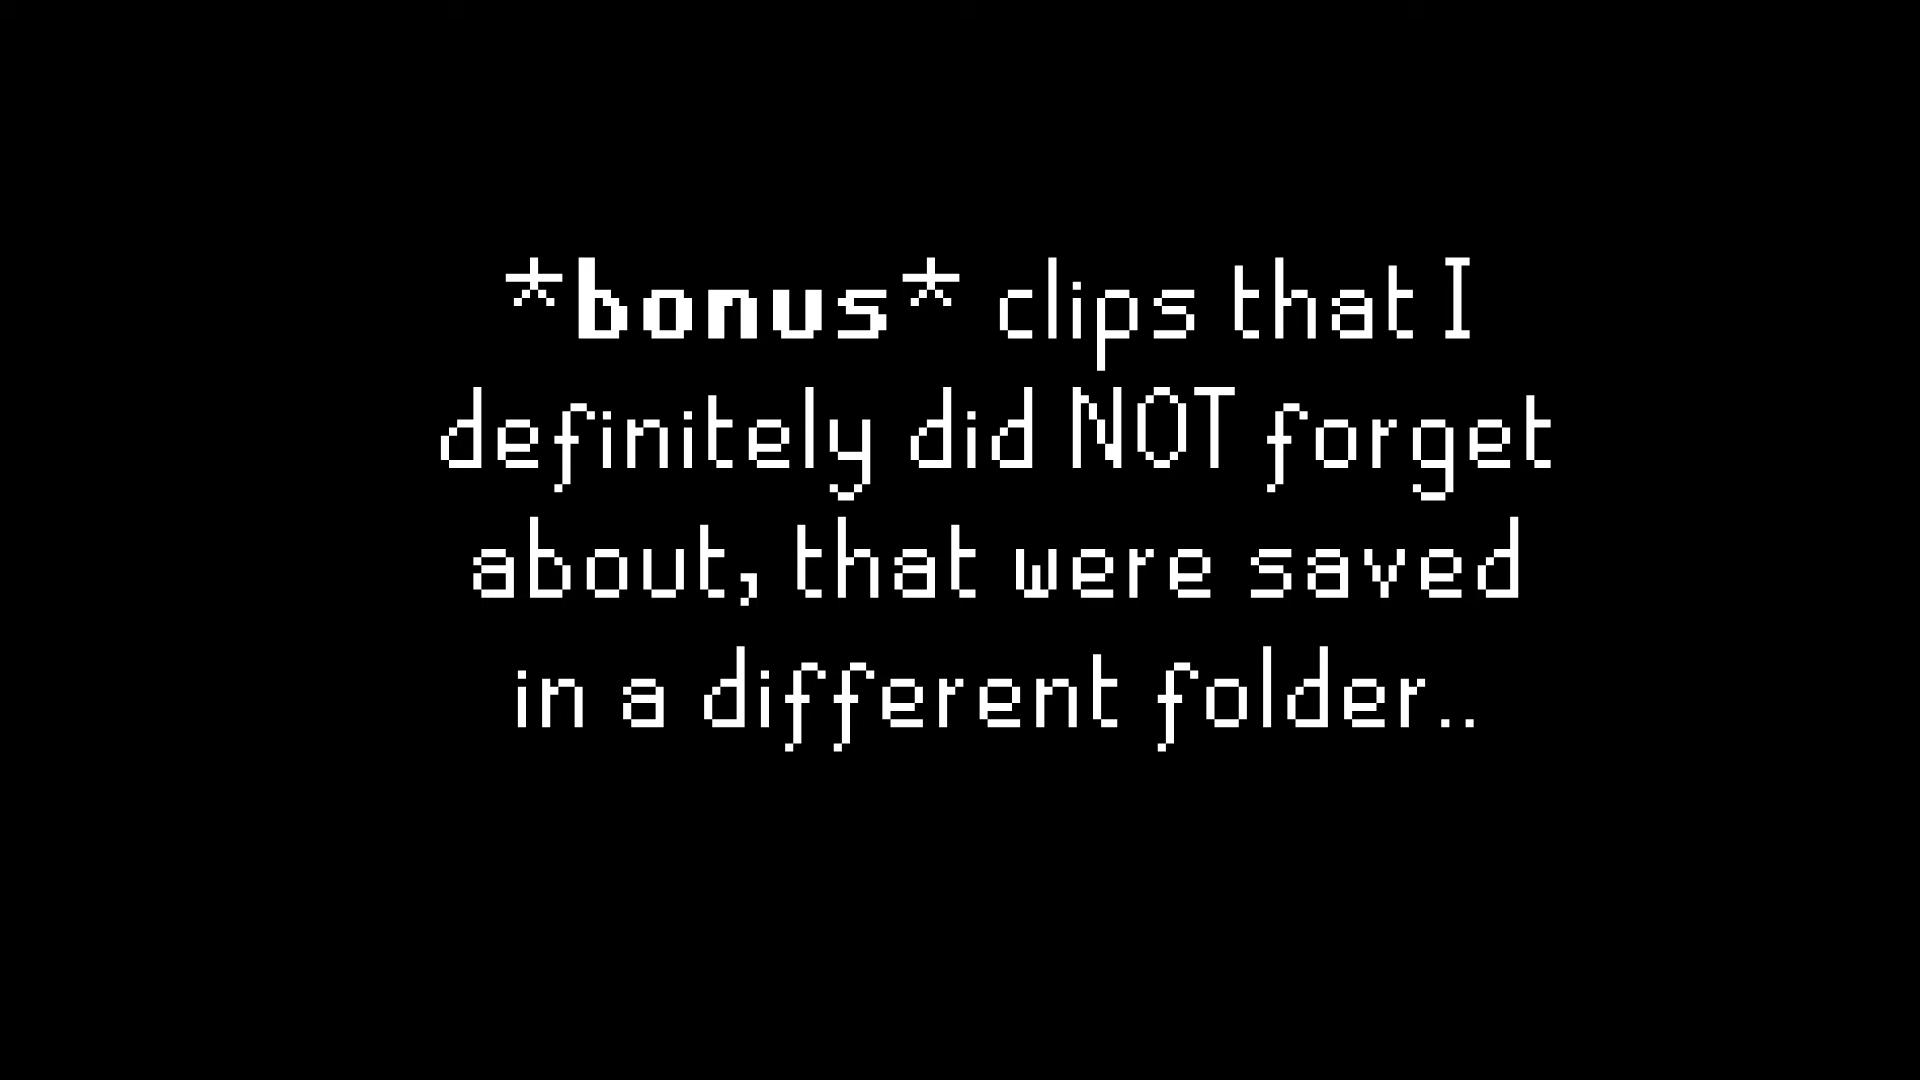 *bonus* clips that I
definitely did NOT forget
about, that were saved
in a different folder..